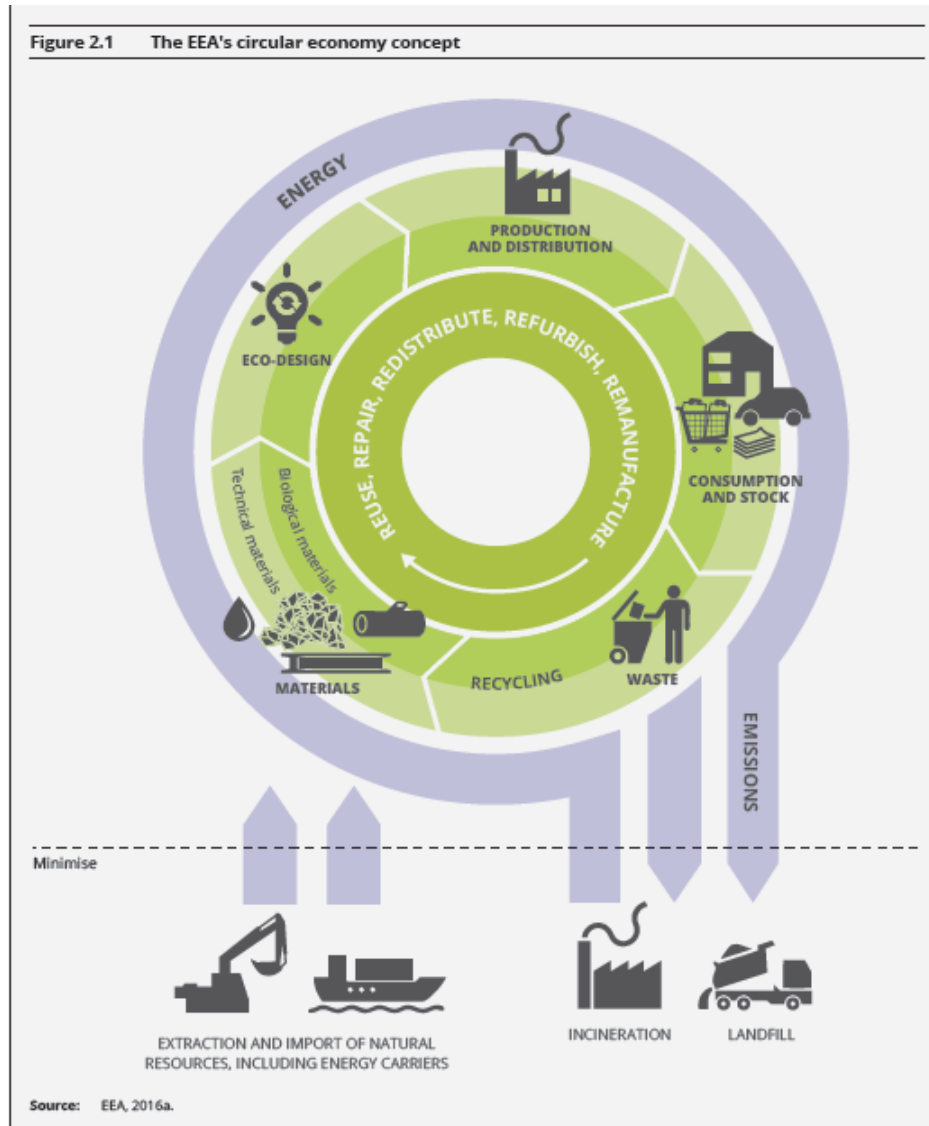 Figure 2.1 The EEA's circular economy concept
ENERGY
PRODUCTION
AND DISTRIBUTION
ECO-DESIGN
REUSE, REPAIR, REDISTRIBUTE, REFURBISH, REMANUFACTURE
CONSUMPTION
AND STOCK
Technical materials
Biological materials
MATERIALS
RECYCLING
WASTE
EMISSIONS
Minimise
EXTRACTION AND IMPORT OF NATURAL
RESOURCES, INCLUDING ENERGY CARRIERS
INCINERATION
LANDFILL
Source: EEA, 2016a.